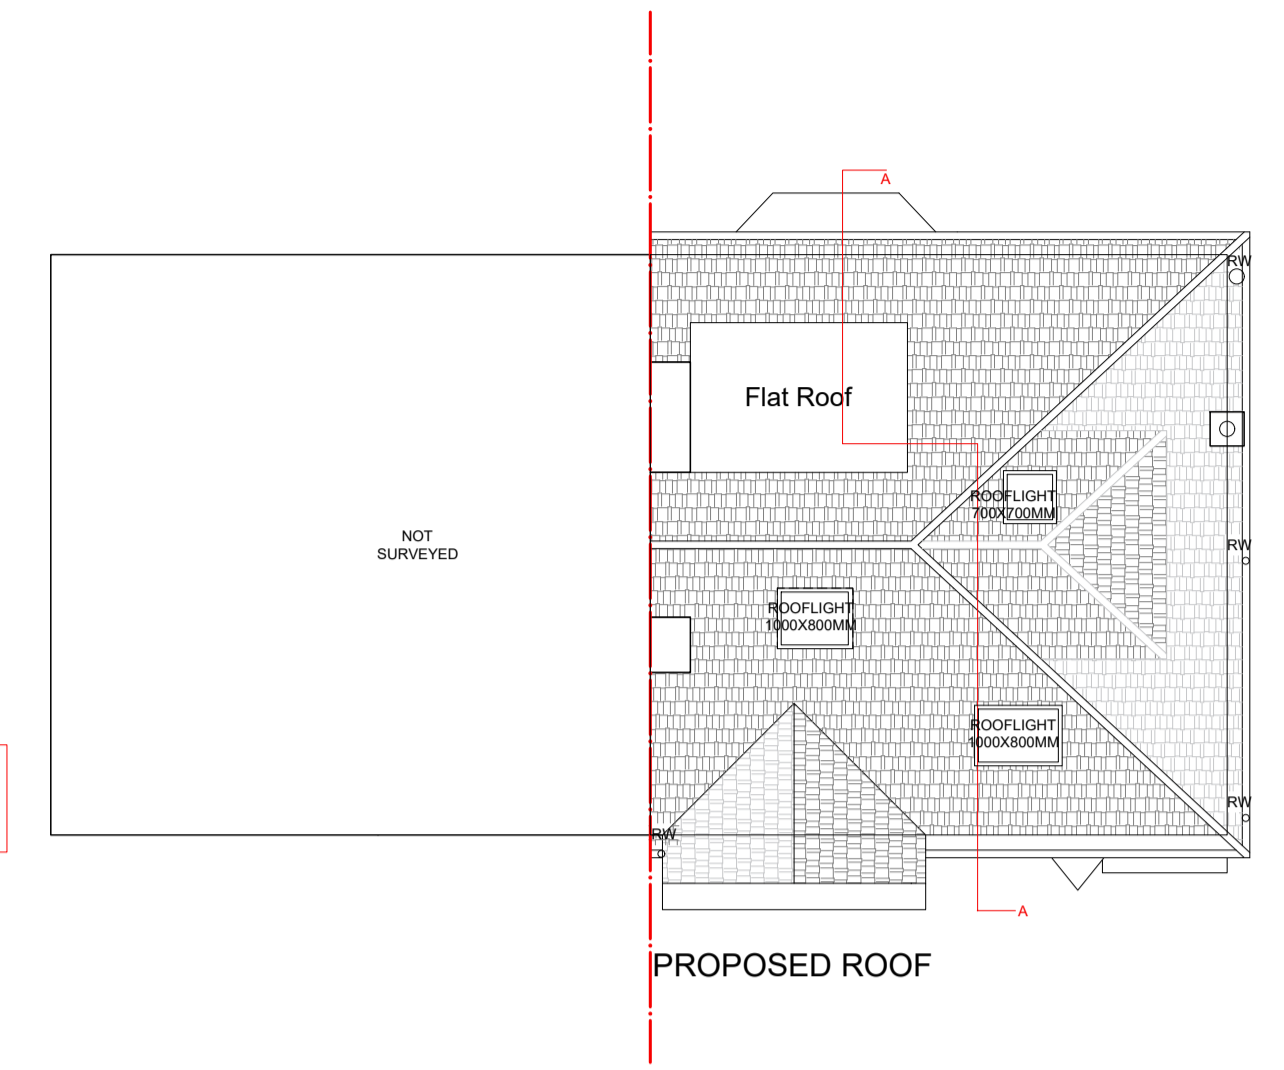 A
RW
Flat Roof
ROOFLIGHT
700X700MM
NOT
SURVEYED
RW
ROOFLIGHT
1000X800MM
ROOFLIGHT
1000X800MM
RW
RW
A
PROPOSED ROOF